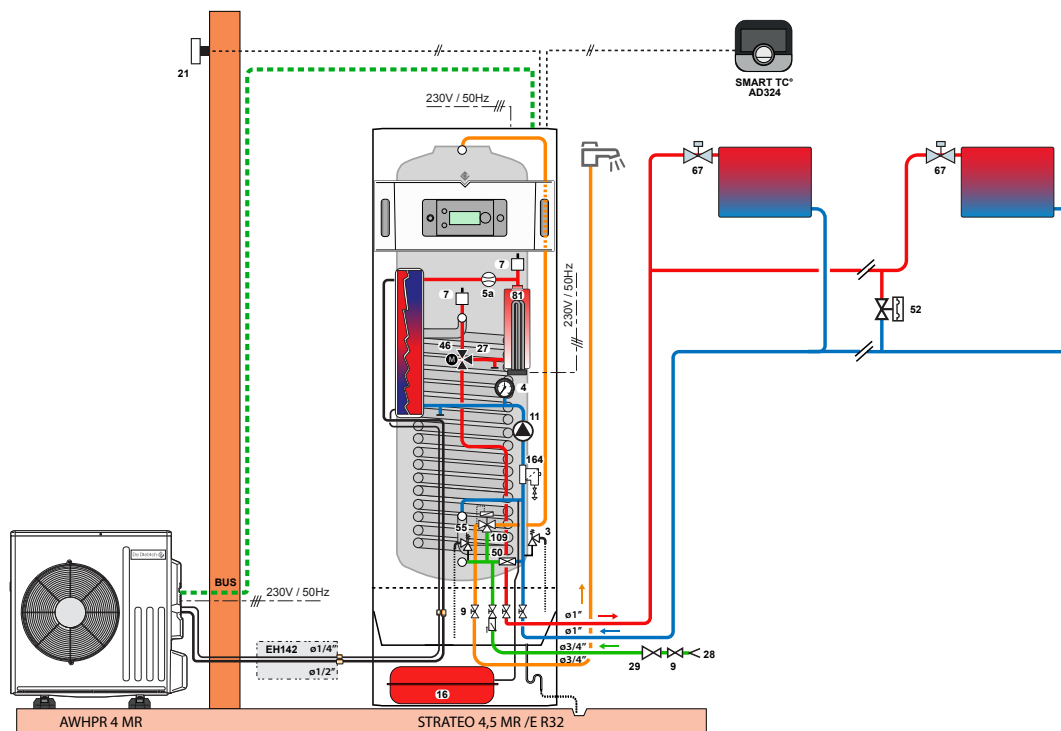 21
230V / 50Hz
SMART TC°
AD324
67
67
7
5a
7
81
230V / 50Hz
52
46
27
M
4
11
164
55
109
3
50
De Dietrich
BUS
230V / 50Hz
9
ø1"
ø1"
ø3/4"
ø3/4"
29
9
28
EH142
ø1/4"
ø1/2"
16
AWHPR 4 MR
STRATEO 4,5 MR /E R32